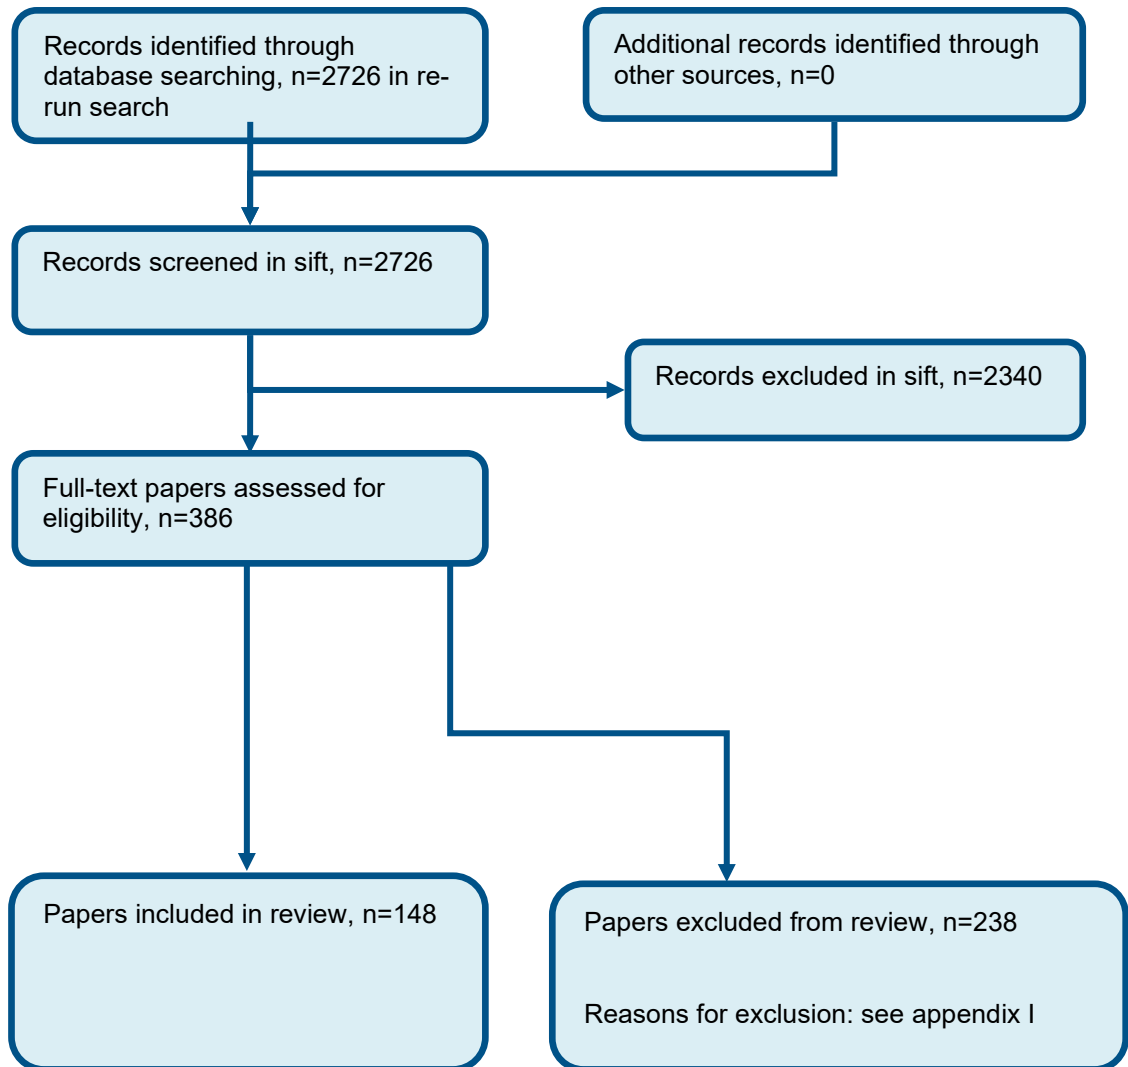 Records identified through
database searching, n=2726 in re-
run search
Additional records identified through
other sources, n=0
Records screened in sift, n=2726
Records excluded in sift, n=2340
Full-text papers assessed for
eligibility, n=386
Papers included in review, n=148
Papers excluded from review, n=238
Reasons for exclusion: see appendix I